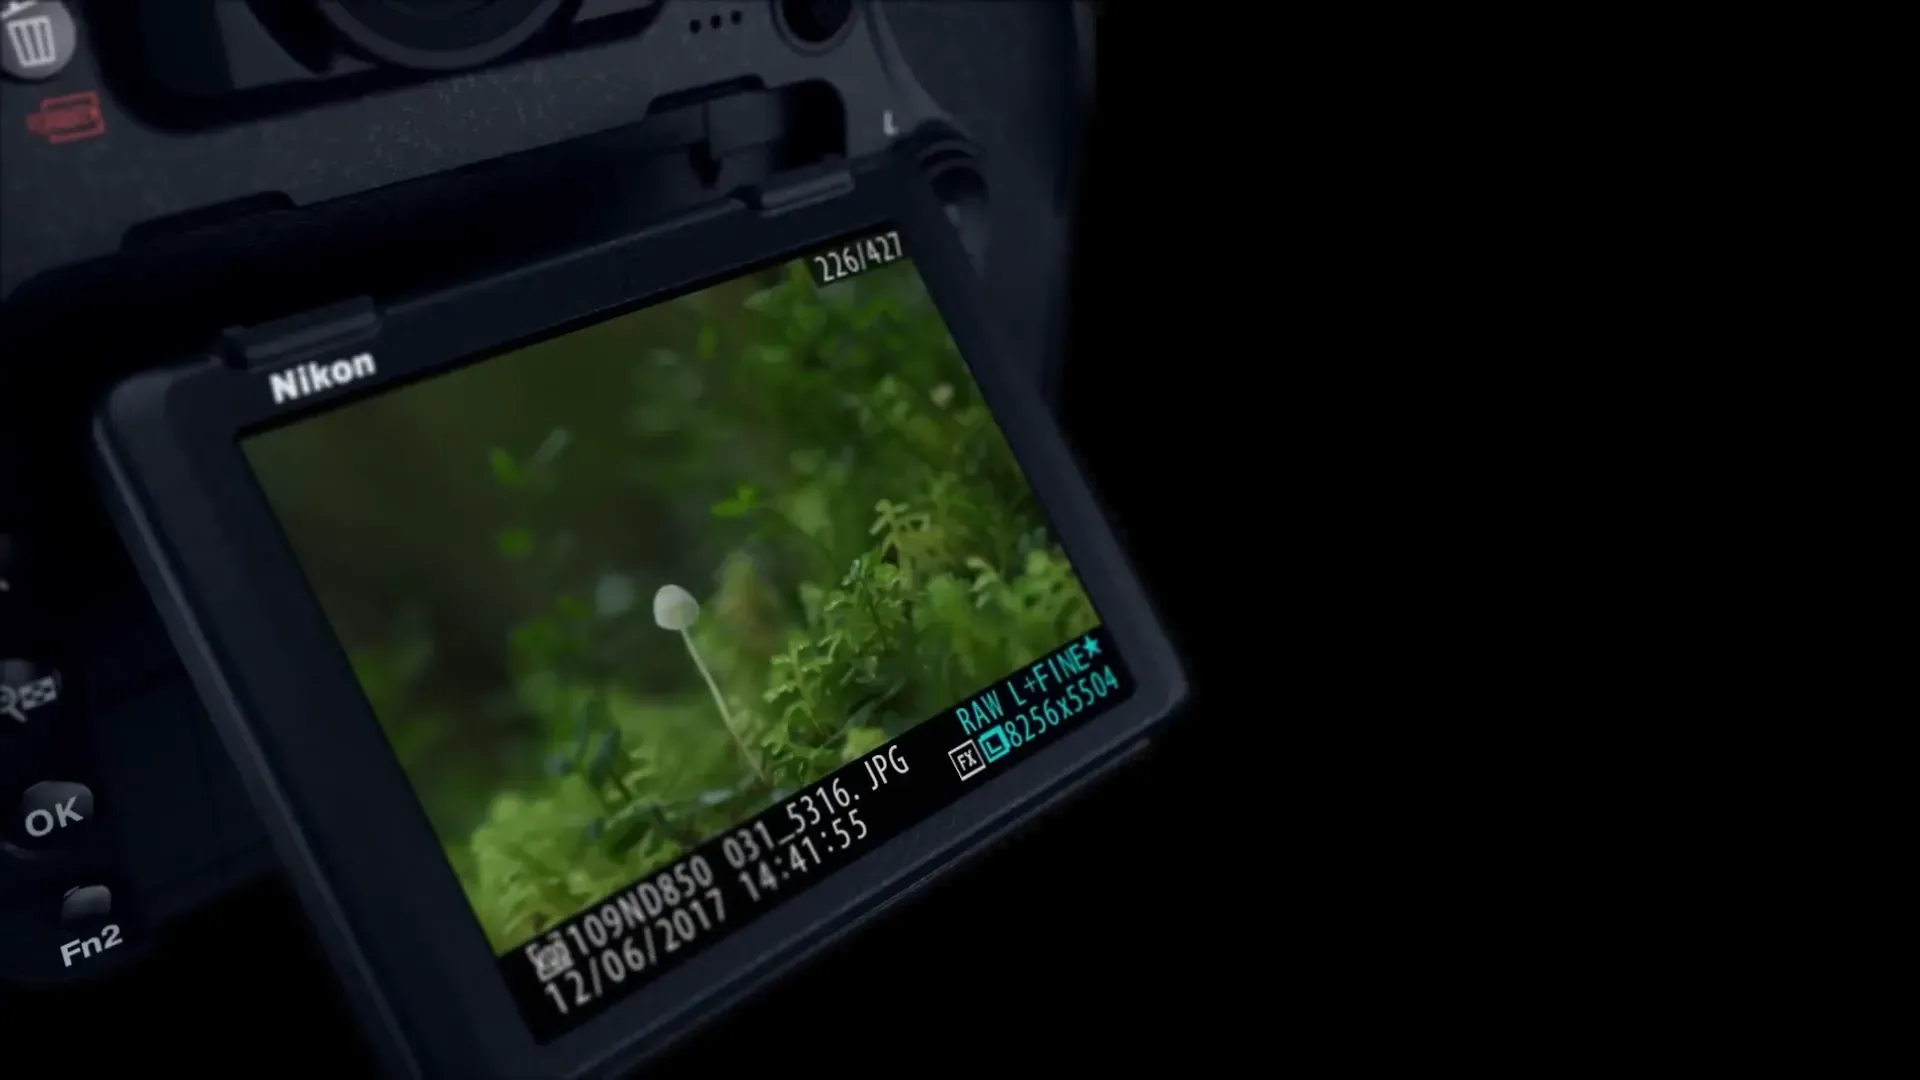 L
226/427
Nikon
RAW L+FINE★
FX L 8256x5504
109ND850 031_5316.JPG
12/06/2017 14:41:55
OK
Fn2